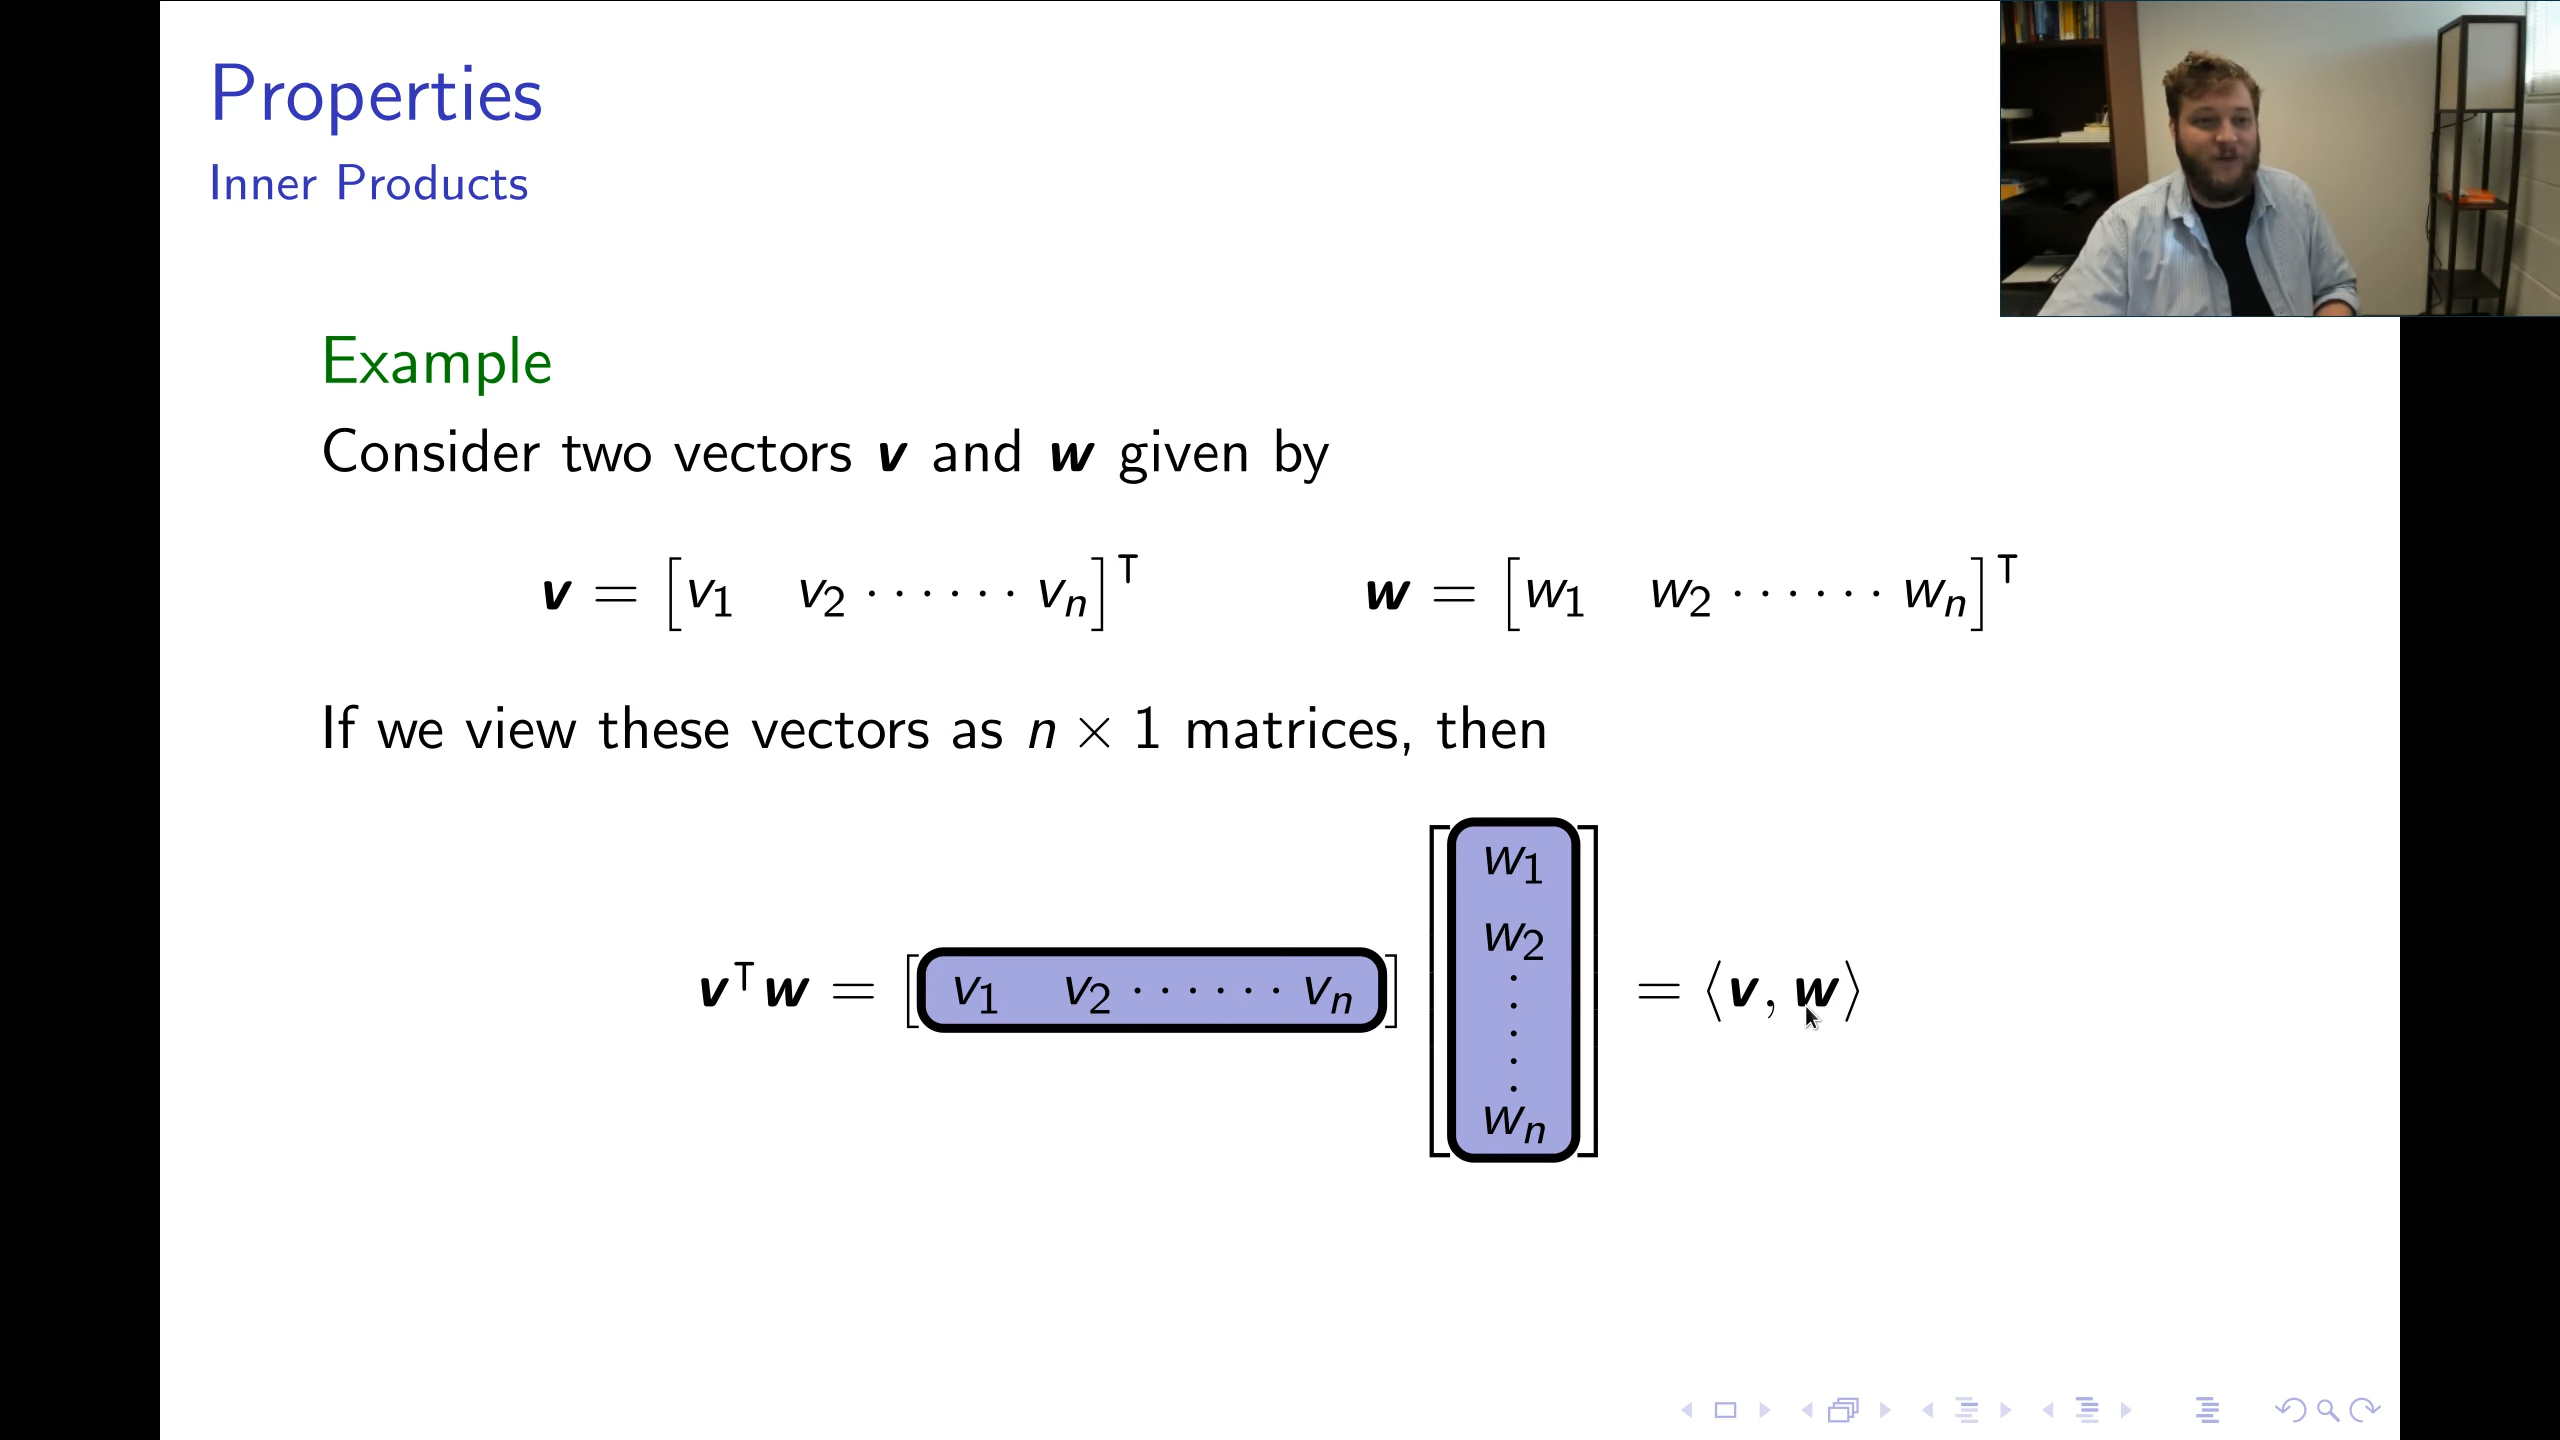 Properties
Inner Products
Example
Consider two vectors v and w given by
v = [v₁ v₂ ······ vₙ]ᵀ w = [w₁ w₂ ······ wₙ]ᵀ
If we view these vectors as n × 1 matrices, then
vᵀw = [v₁ v₂ ······ vₙ] [w₁ w₂ ····· wₙ] = ⟨v, w⟩